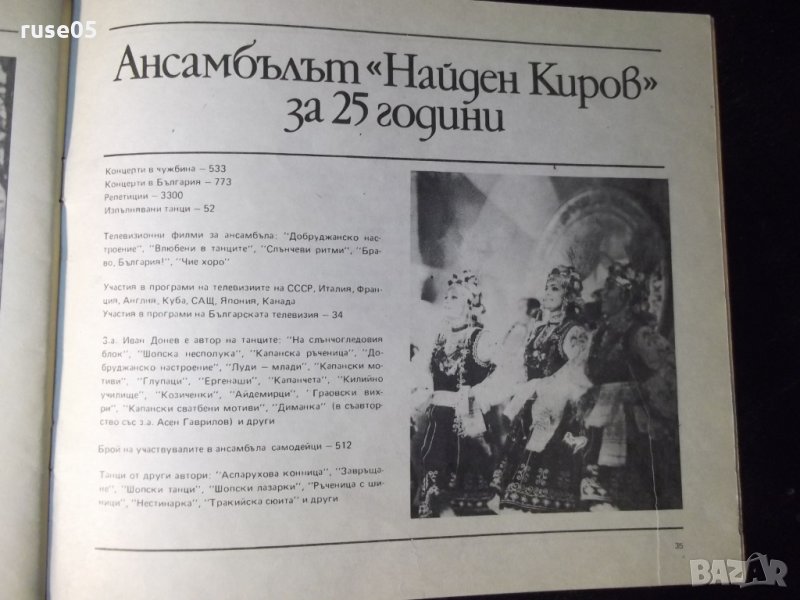 ruse05
Ансамбълът «Найден Киров»
за 25 години
Концерти в чужбина – 533
Концерти в България – 773
Репетиции – 3300
Изпълнявани танци – 52
Телевизионни филми за ансамбъла: "Добруджанско нас-
троение", "Влюбени в танците", "Слънчеви ритми", "Бра-
во, България!", "Чие хоро"
Участия в програми на телевизиите на СССР, Италия, Фран-
ция, Англия, Куба, САЩ, Япония, Канада
Участия в програми на Българската телевизия – 34
З.а. Иван Донев е автор на танците: "На слънчогледовия
блок", "Шопска несполука", "Капанска ръченица", "До-
бруджанско настроение", "Луди – млади", "Капански мо-
тиви", "Глупаци", "Ергенаши", "Капанчета", "Килийно
училище", "Козиченки", "Айдемирци", "Граовски вих-
ри", "Капански сватбени мотиви", "Диманка" (в съавтор-
ство със з.а. Асен Гаврилов) и други
Брой на участвувалите в ансамбъла самодейци – 512
Танци от други автори: "Аспарухова конница", "Завръща-
не", "Шопски танци", "Шопски лазарки", "Ръченица с ши-
ници", "Нестинарка", "Тракийска сюита" и други
35
BAZAR